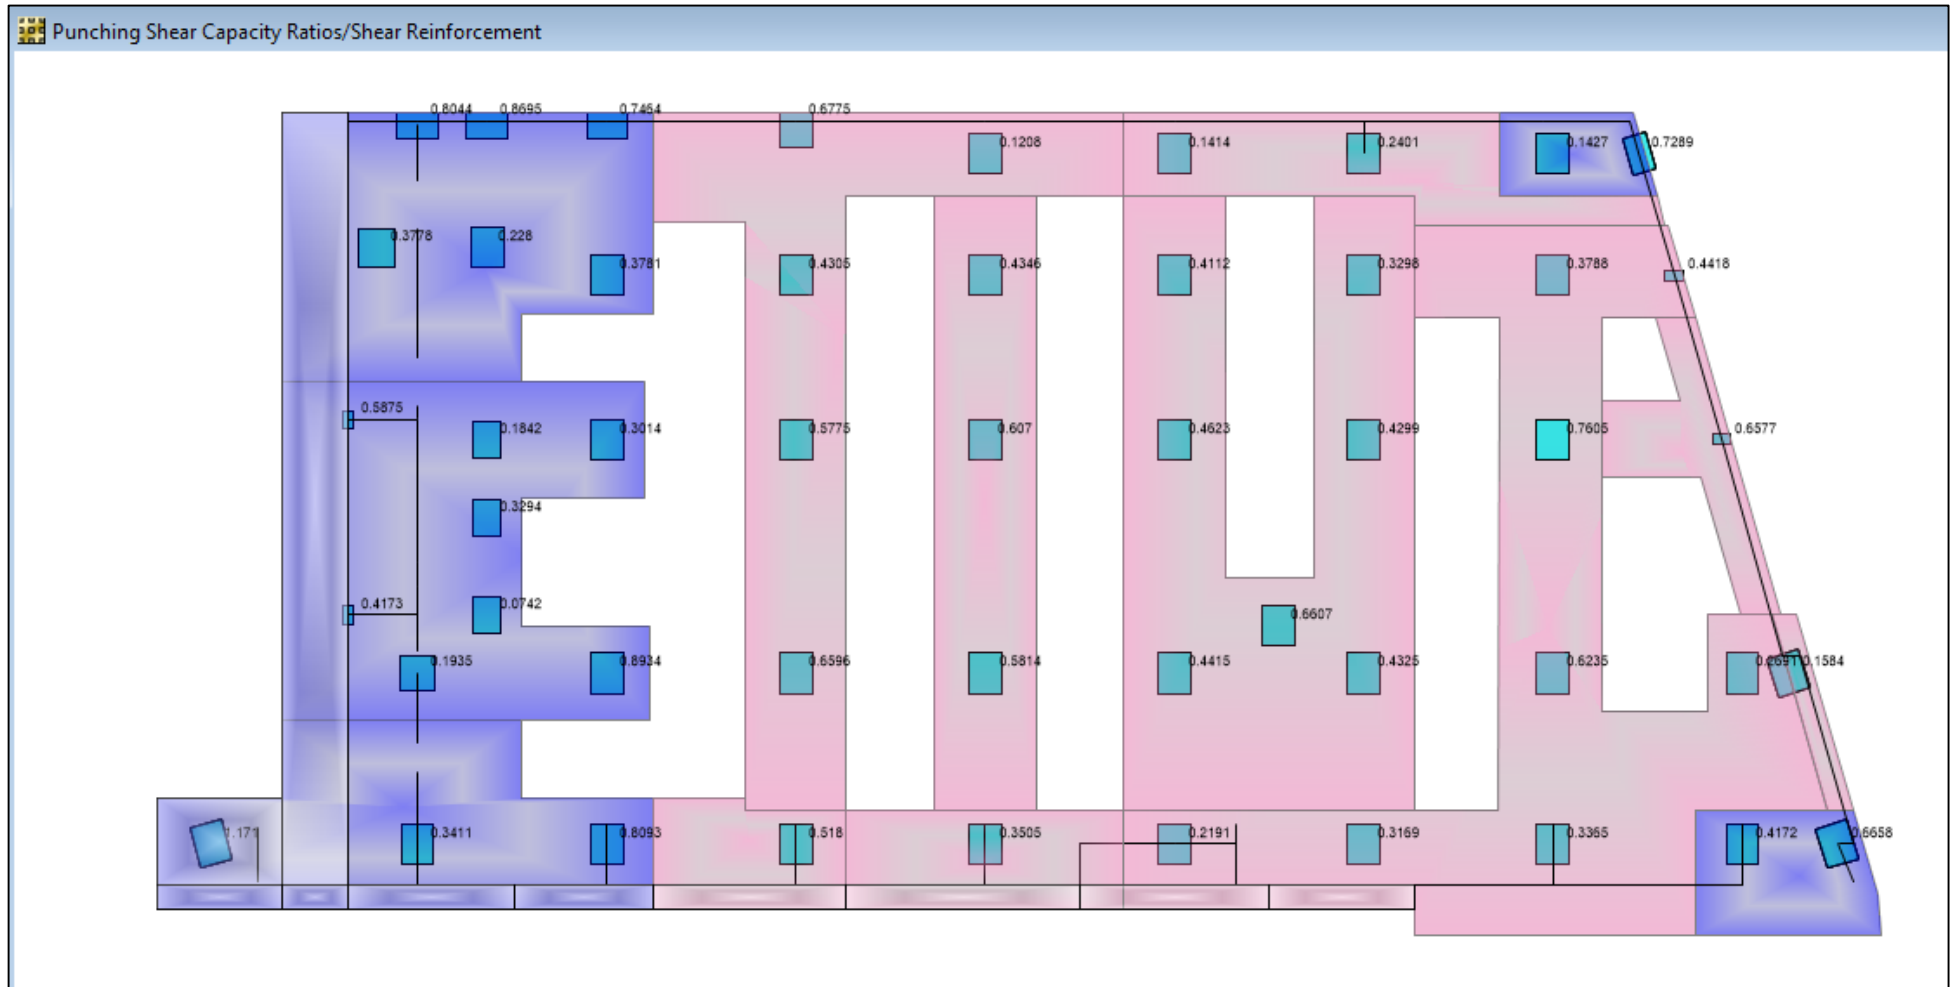 Punching Shear Capacity Ratios/Shear Reinforcement
0.8044 0.8695 0.7464 0.6775
0.1208 0.1414 0.2401 0.1427 0.7289
0.3778 0.228 0.3781 0.4305 0.4346 0.4112 0.3298 0.3788 0.4418
0.5875 0.1842 0.3014 0.5775 0.607 0.4623 0.4299 0.7605 0.6577
0.3294
0.4173 0.0742 0.6607
0.1935 0.8934 0.6596 0.5814 0.4415 0.4325 0.6235 0.2691 0.1584
1.171 0.3411 0.8093 0.518 0.3505 0.2191 0.3169 0.3365 0.4172 0.6658